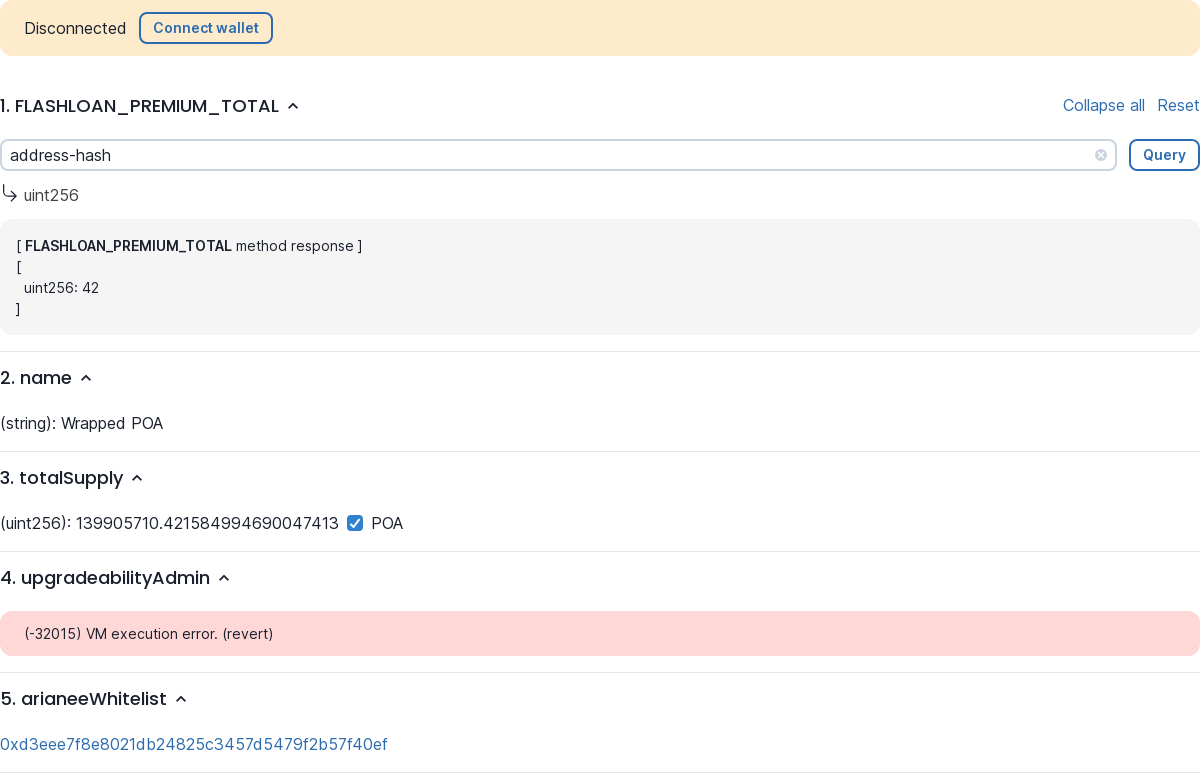 Disconnected Connect wallet
1. FLASHLOAN_PREMIUM_TOTAL Collapse all Reset
address-hash Query
uint256
[ FLASHLOAN_PREMIUM_TOTAL method response ]
[
uint256: 42
]
2. name
(string): Wrapped POA
3. totalSupply
(uint256): 139905710.421584994690047413 POA
4. upgradeabilityAdmin
(-32015) VM execution error. (revert)
5. arianeeWhitelist
0xd3eee7f8e8021db24825c3457d5479f2b57f40ef